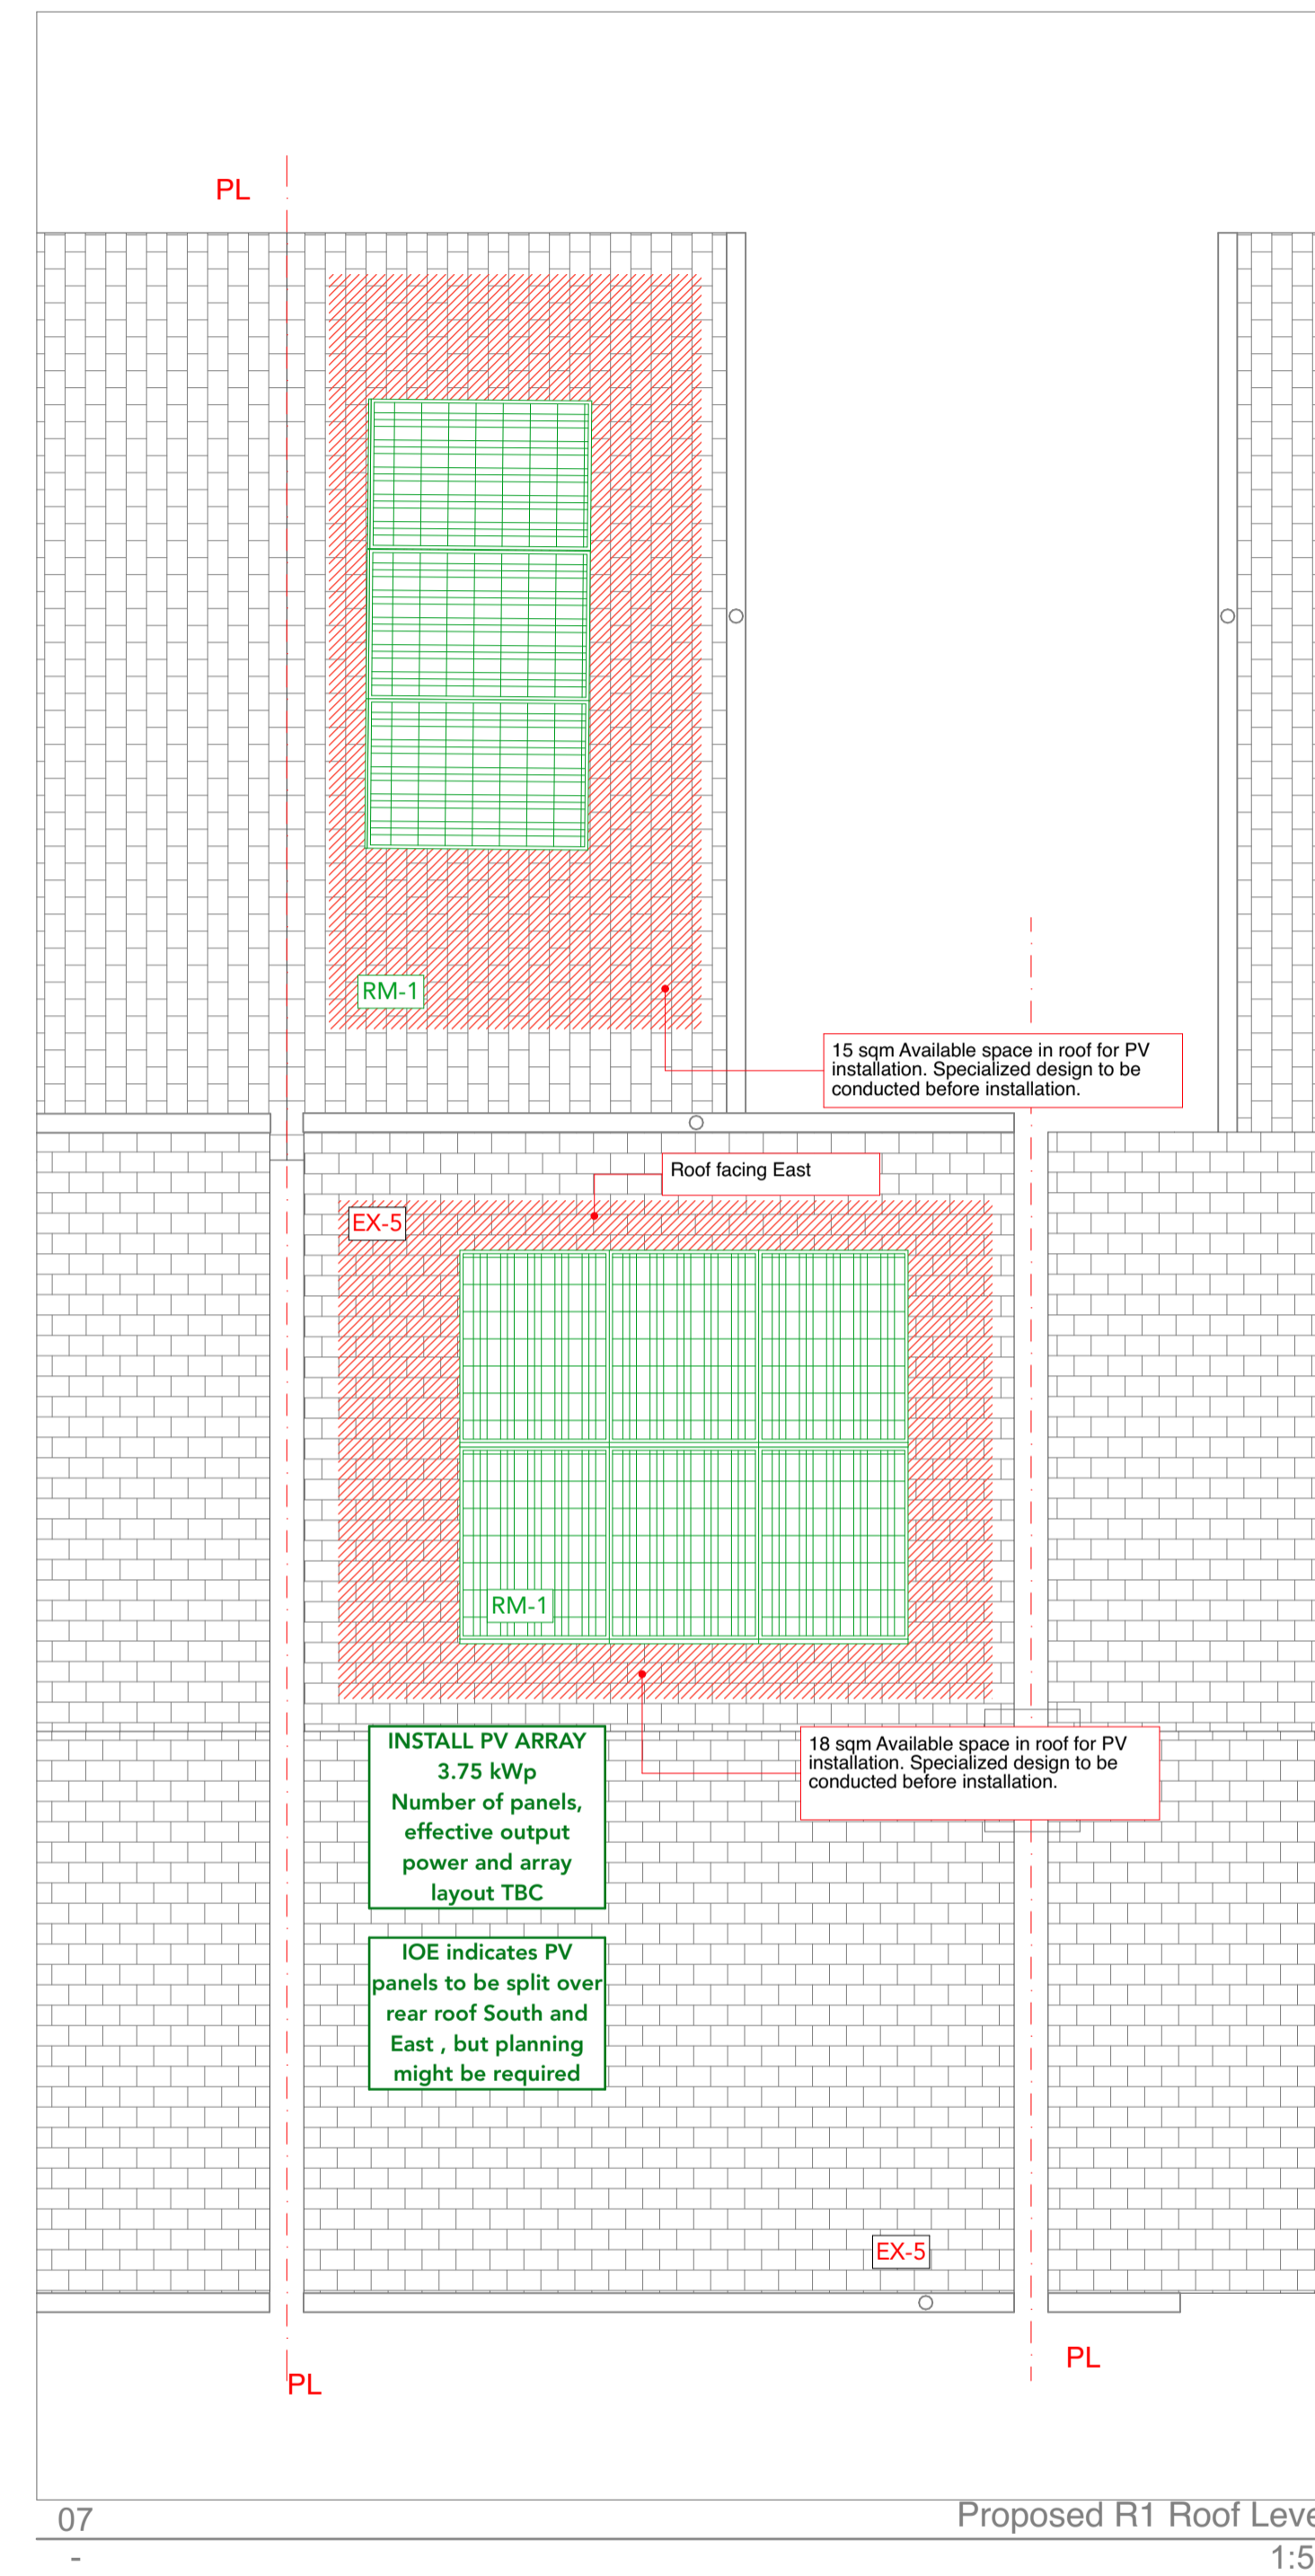 PL
RM-1
15 sqm Available space in roof for PV
installation. Specialized design to be
conducted before installation.
Roof facing East
EX-5
RM-1
INSTALL PV ARRAY
3.75 kWp
Number of panels,
effective output
power and array
layout TBC
18 sqm Available space in roof for PV
installation. Specialized design to be
conducted before installation.
IOE indicates PV
panels to be split over
rear roof South and
East , but planning
might be required
EX-5
PL
PL
07
Proposed R1 Roof Leve
-
1:5